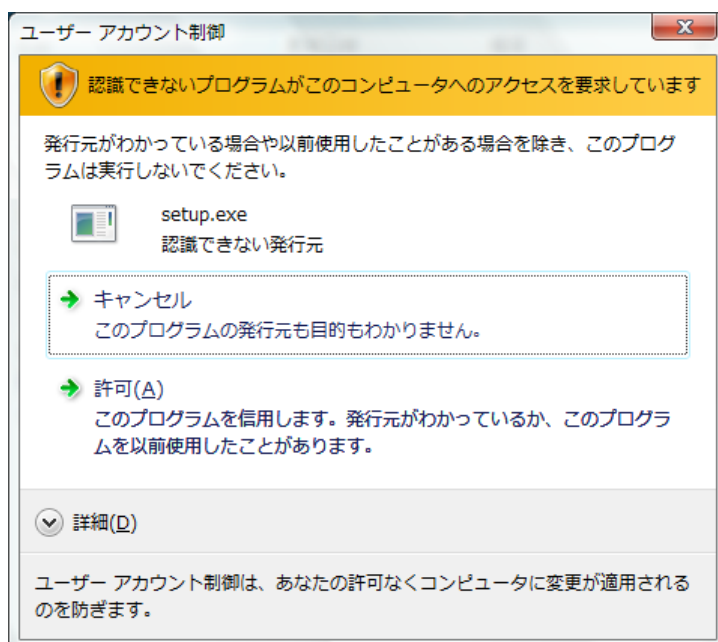 ユーザー アカウント制御
認識できないプログラムがこのコンピュータへのアクセスを要求しています
発行元がわかっている場合や以前使用したことがある場合を除き、このプログ
ラムは実行しないでください。
setup.exe
認識できない発行元
キャンセル
このプログラムの発行元も目的もわかりません。
許可(A)
このプログラムを信用します。発行元がわかっているか、このプログラ
ムを以前使用したことがあります。
詳細(D)
ユーザー アカウント制御は、あなたの許可なくコンピュータに変更が適用される
のを防ぎます。